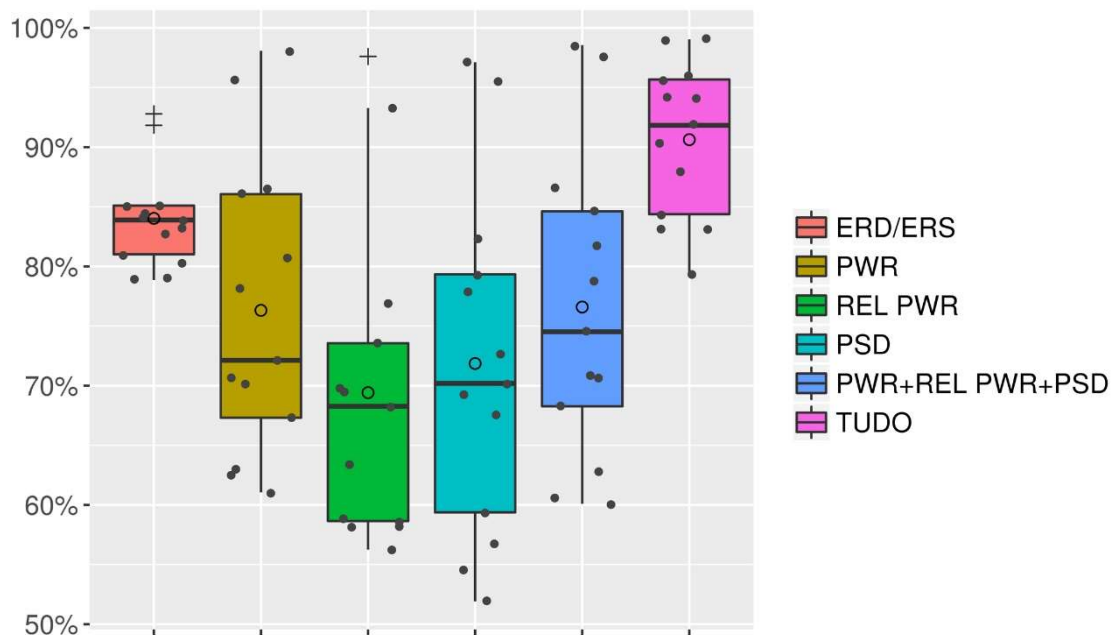 100%
90%
80%
70%
60%
50%
ERD/ERS
PWR
REL PWR
PSD
PWR+REL PWR+PSD
TUDO